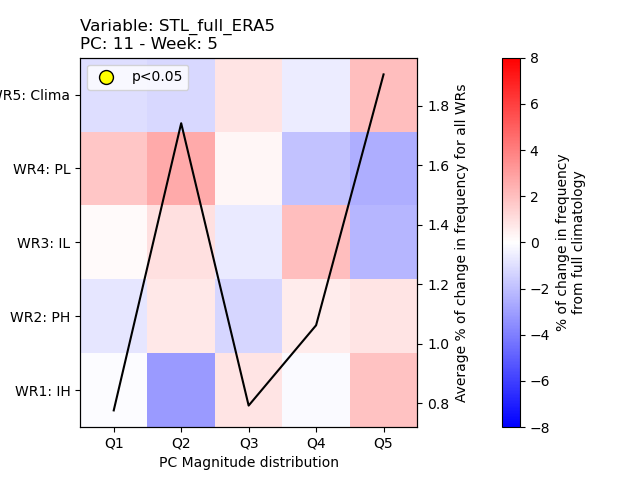 Variable: STL_full_ERA5
PC: 11 - Week: 5
p<0.05
WR5: Clima
WR4: PL
WR3: IL
WR2: PH
WR1: IH
Q1 Q2 Q3 Q4 Q5
PC Magnitude distribution
1.8
1.6
1.4
1.2
1.0
0.8
Average % of change in frequency for all WRs
8
6
4
2
0
−2
−4
−6
−8
% of change in frequency
from full climatology